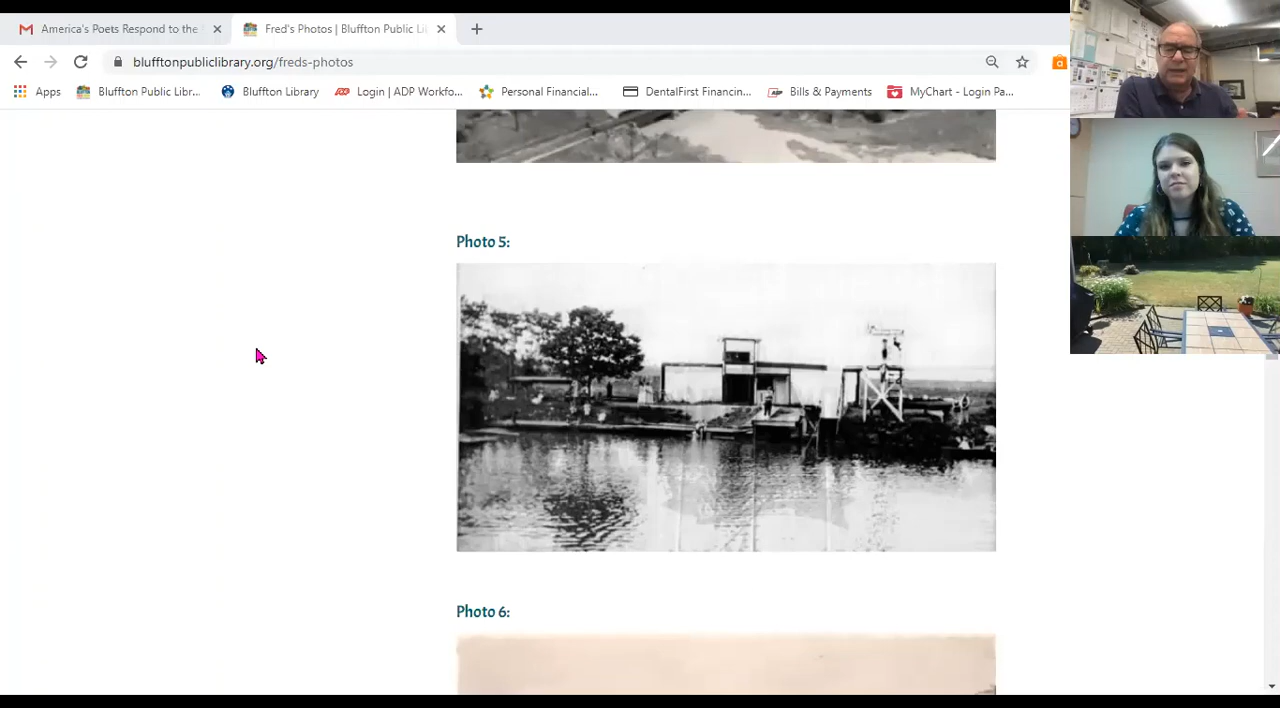 America's Poets Respond to the
Fred's Photos | Bluffton Public Li
blufftonpubliclibrary.org/freds-photos
Apps
Bluffton Public Libr...
Bluffton Library
Login | ADP Workfo...
Personal Financial...
DentalFirst Financin...
Bills & Payments
MyChart - Login Pa...
Photo 5:
Photo 6: